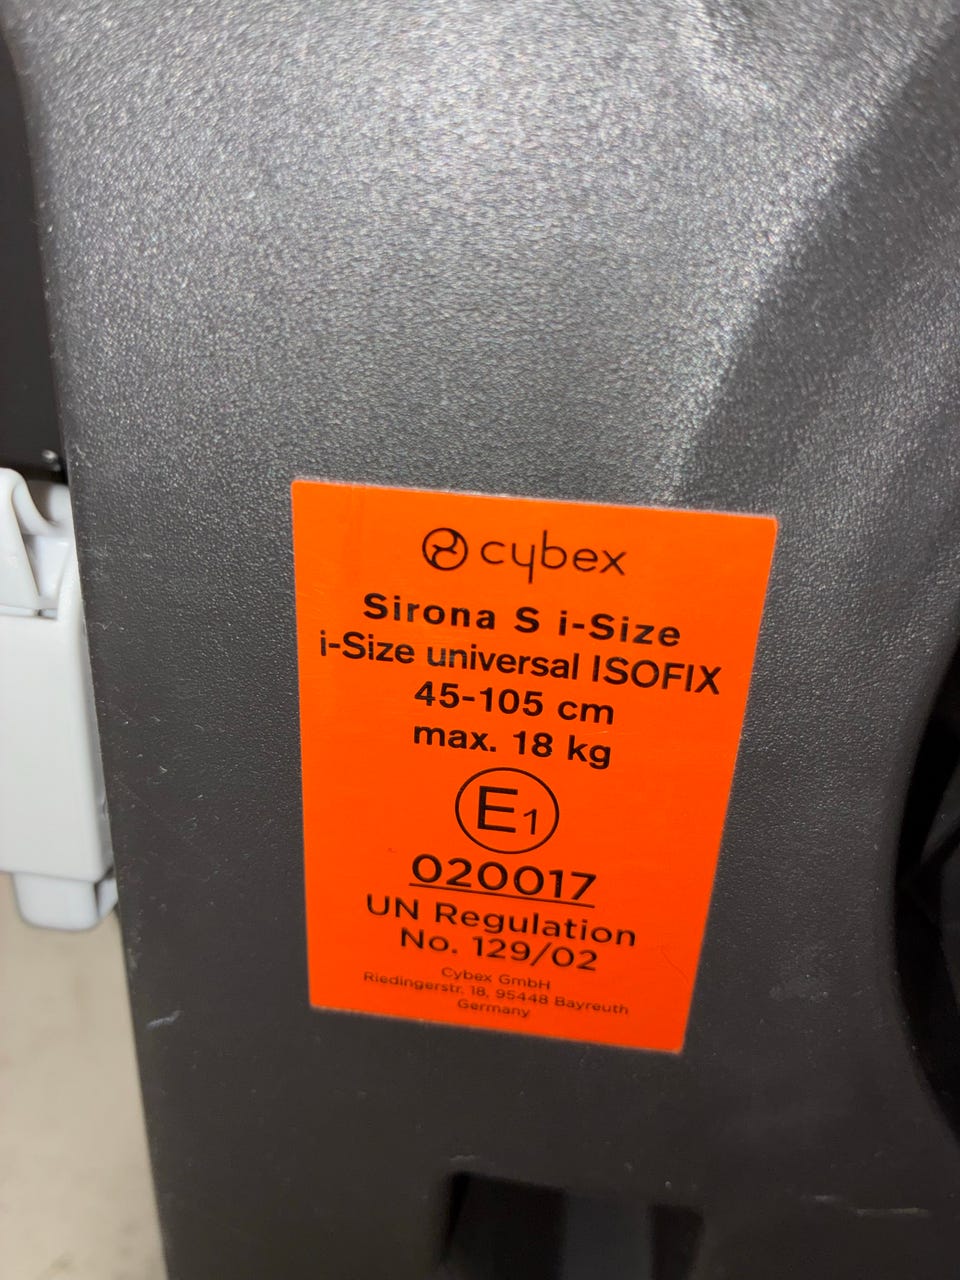 cybex
Sirona S i-Size
i-Size universal ISOFIX
45-105 cm
max. 18 kg
E1
020017
UN Regulation
No. 129/02
Cybex GmbH
Riedingerstr. 18, 95448 Bayreuth
Germany